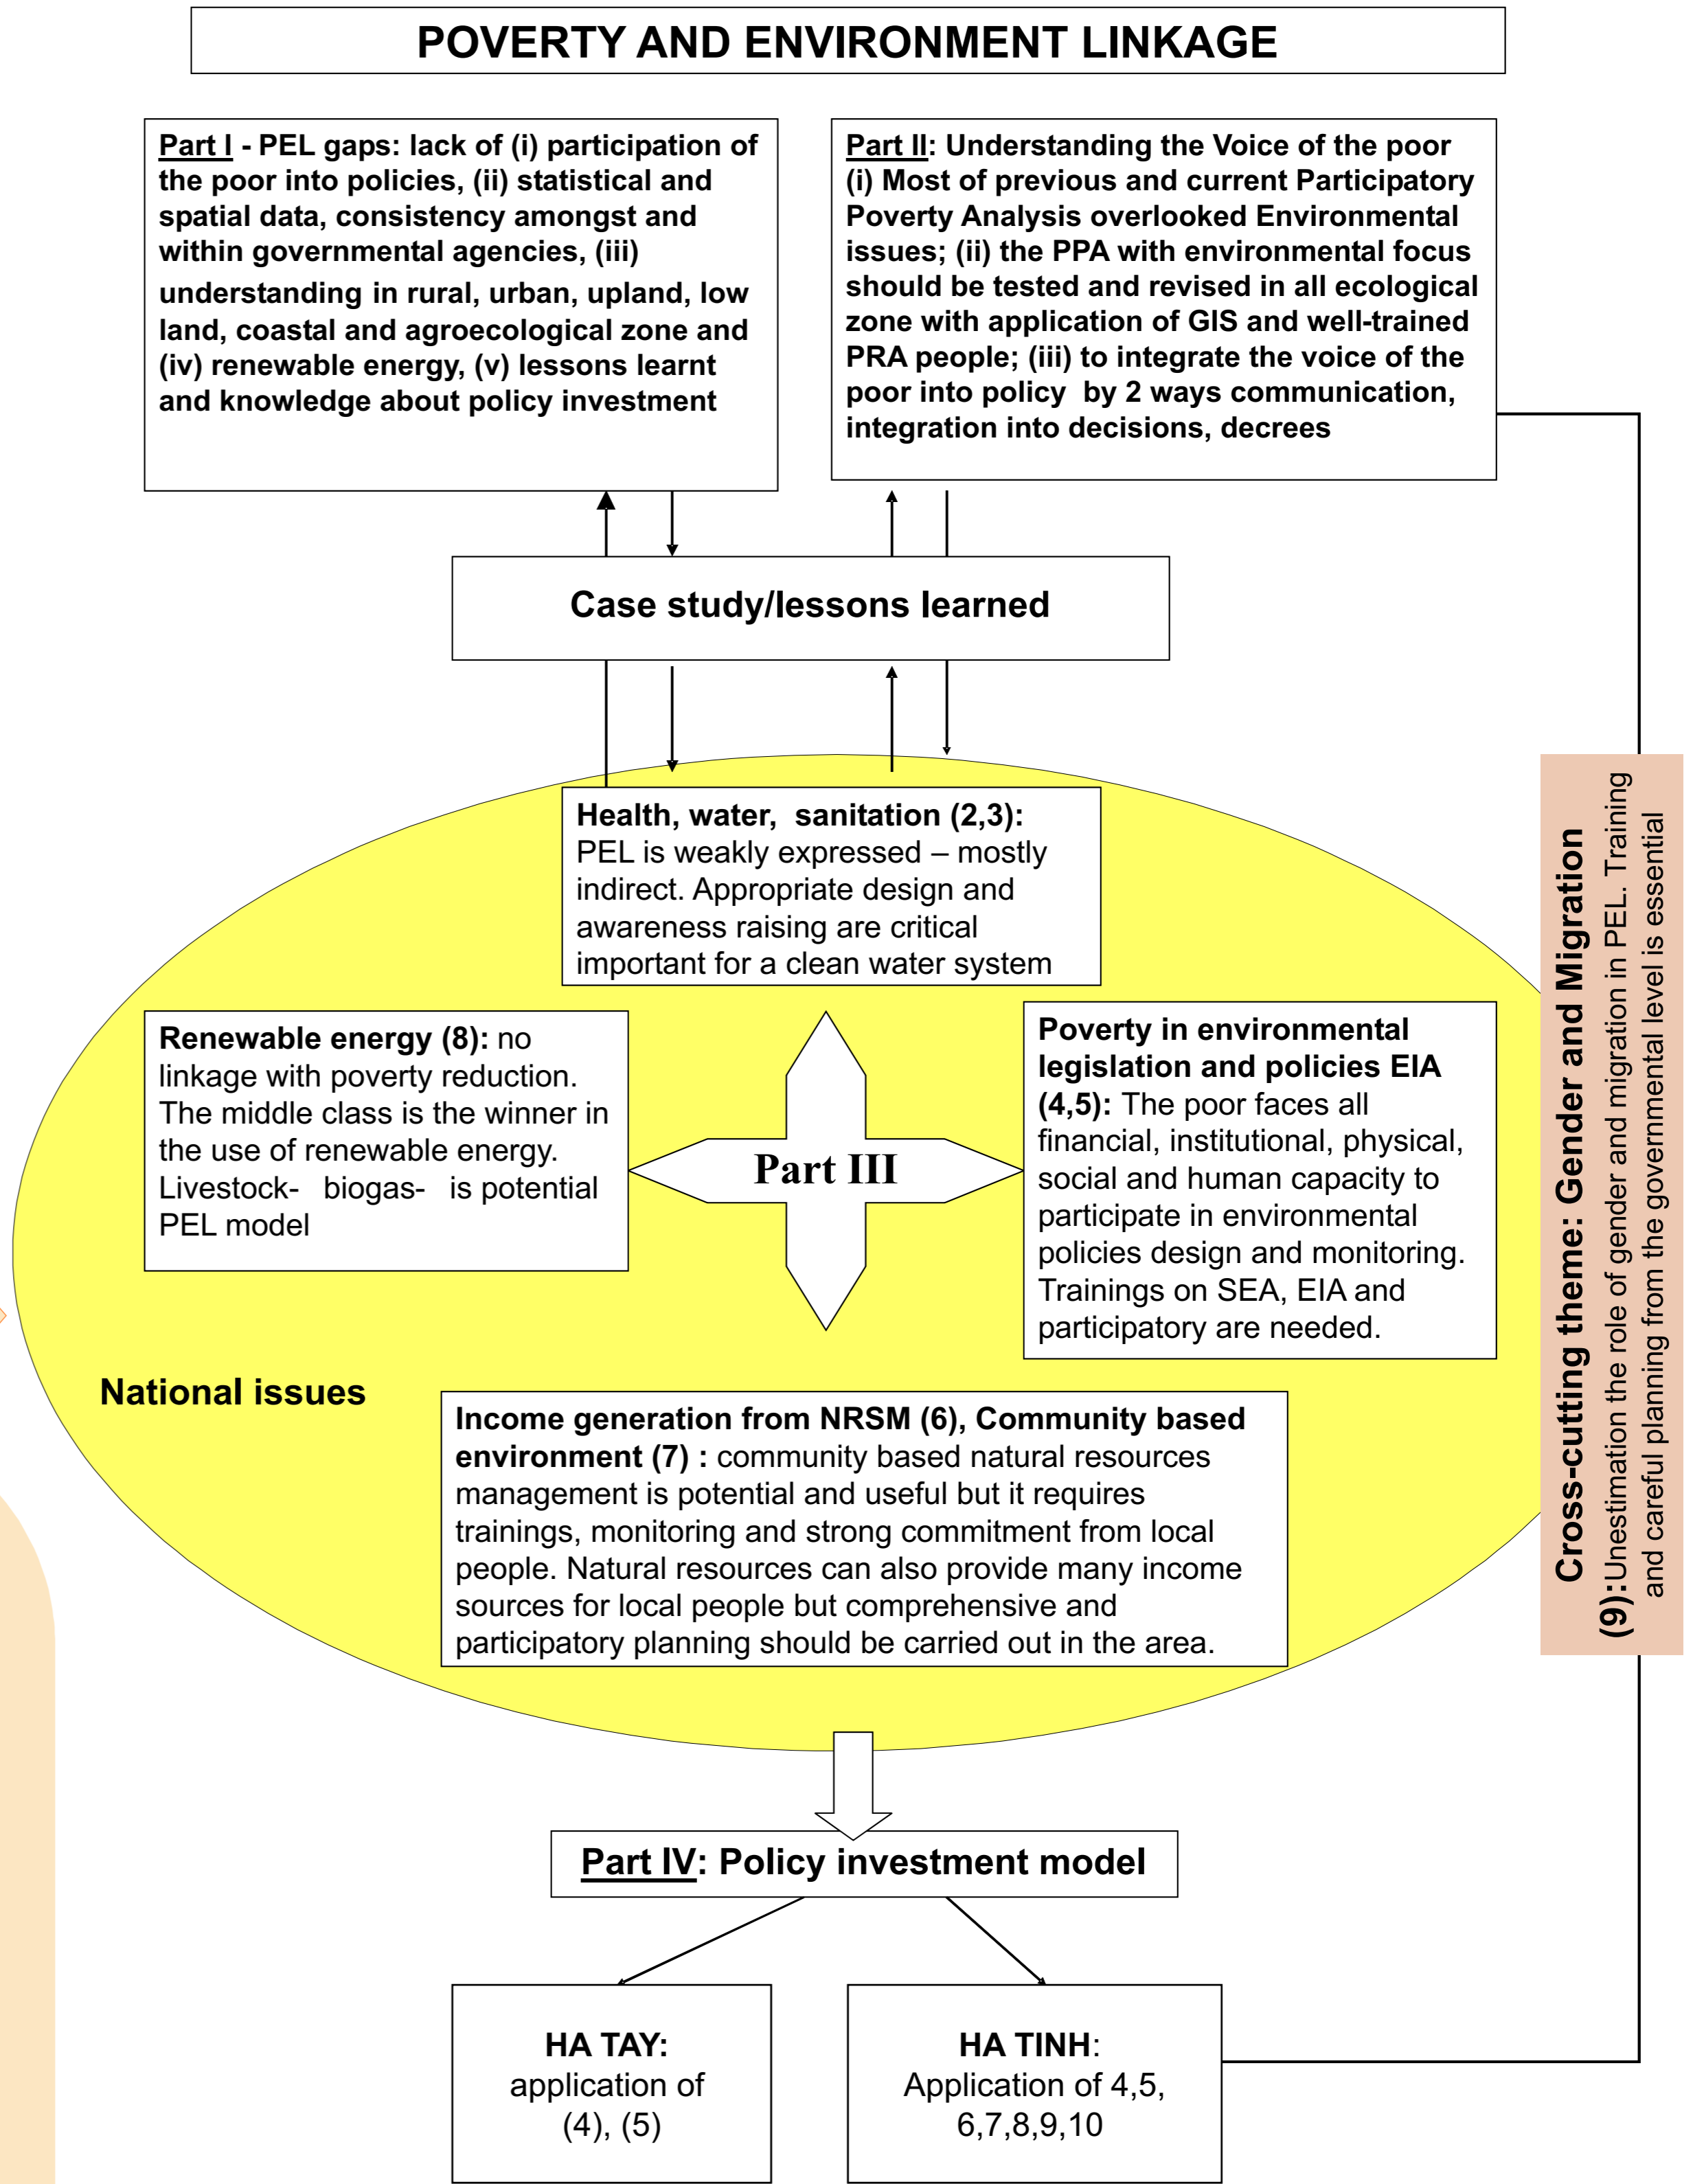 POVERTY AND ENVIRONMENT LINKAGE
Part I - PEL gaps: lack of (i) participation of
the poor into policies, (ii) statistical and
spatial data, consistency amongst and
within governmental agencies, (iii)
understanding in rural, urban, upland, low
land, coastal and agroecological zone and
(iv) renewable energy, (v) lessons learnt
and knowledge about policy investment
Part II: Understanding the Voice of the poor
(i) Most of previous and current Participatory
Poverty Analysis overlooked Environmental
issues; (ii) the PPA with environmental focus
should be tested and revised in all ecological
zone with application of GIS and well-trained
PRA people; (iii) to integrate the voice of the
poor into policy by 2 ways communication,
integration into decisions, decrees
Case study/lessons learned
Health, water, sanitation (2,3):
PEL is weakly expressed – mostly
indirect. Appropriate design and
awareness raising are critical
important for a clean water system
Renewable energy (8): no
linkage with poverty reduction.
The middle class is the winner in
the use of renewable energy.
Livestock- biogas- is potential
PEL model
Part III
Poverty in environmental
legislation and policies EIA
(4,5): The poor faces all
financial, institutional, physical,
social and human capacity to
participate in environmental
policies design and monitoring.
Trainings on SEA, EIA and
participatory are needed.
Cross-cutting theme: Gender and Migration
(9):Unestimation the role of gender and migration in PEL. Training
and careful planning from the governmental level is essential
National issues
Income generation from NRSM (6), Community based
environment (7) : community based natural resources
management is potential and useful but it requires
trainings, monitoring and strong commitment from local
people. Natural resources can also provide many income
sources for local people but comprehensive and
participatory planning should be carried out in the area.
Part IV: Policy investment model
HA TAY:
application of
(4), (5)
HA TINH:
Application of 4,5,
6,7,8,9,10